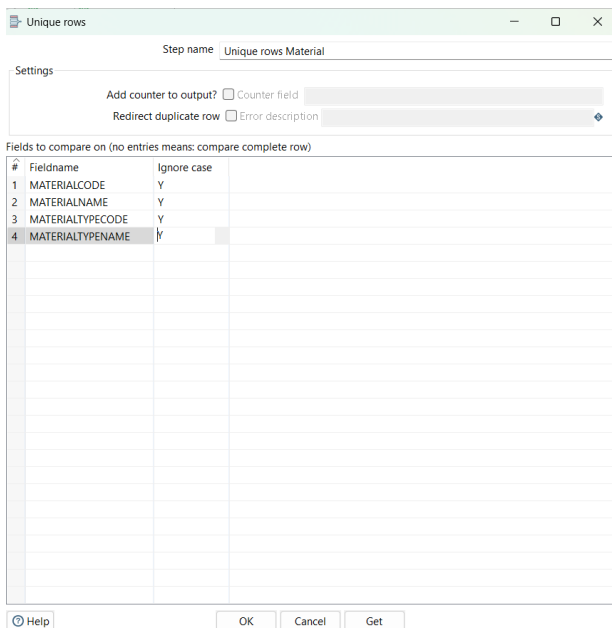 Unique rows
Step name Unique rows Material
Settings
Add counter to output? Counter field
Redirect duplicate row Error description
Fields to compare on (no entries means: compare complete row)
# Fieldname Ignore case
1 MATERIALCODE Y
2 MATERIALNAME Y
3 MATERIALTYPECODE Y
4 MATERIALTYPENAME Y
Help OK Cancel Get